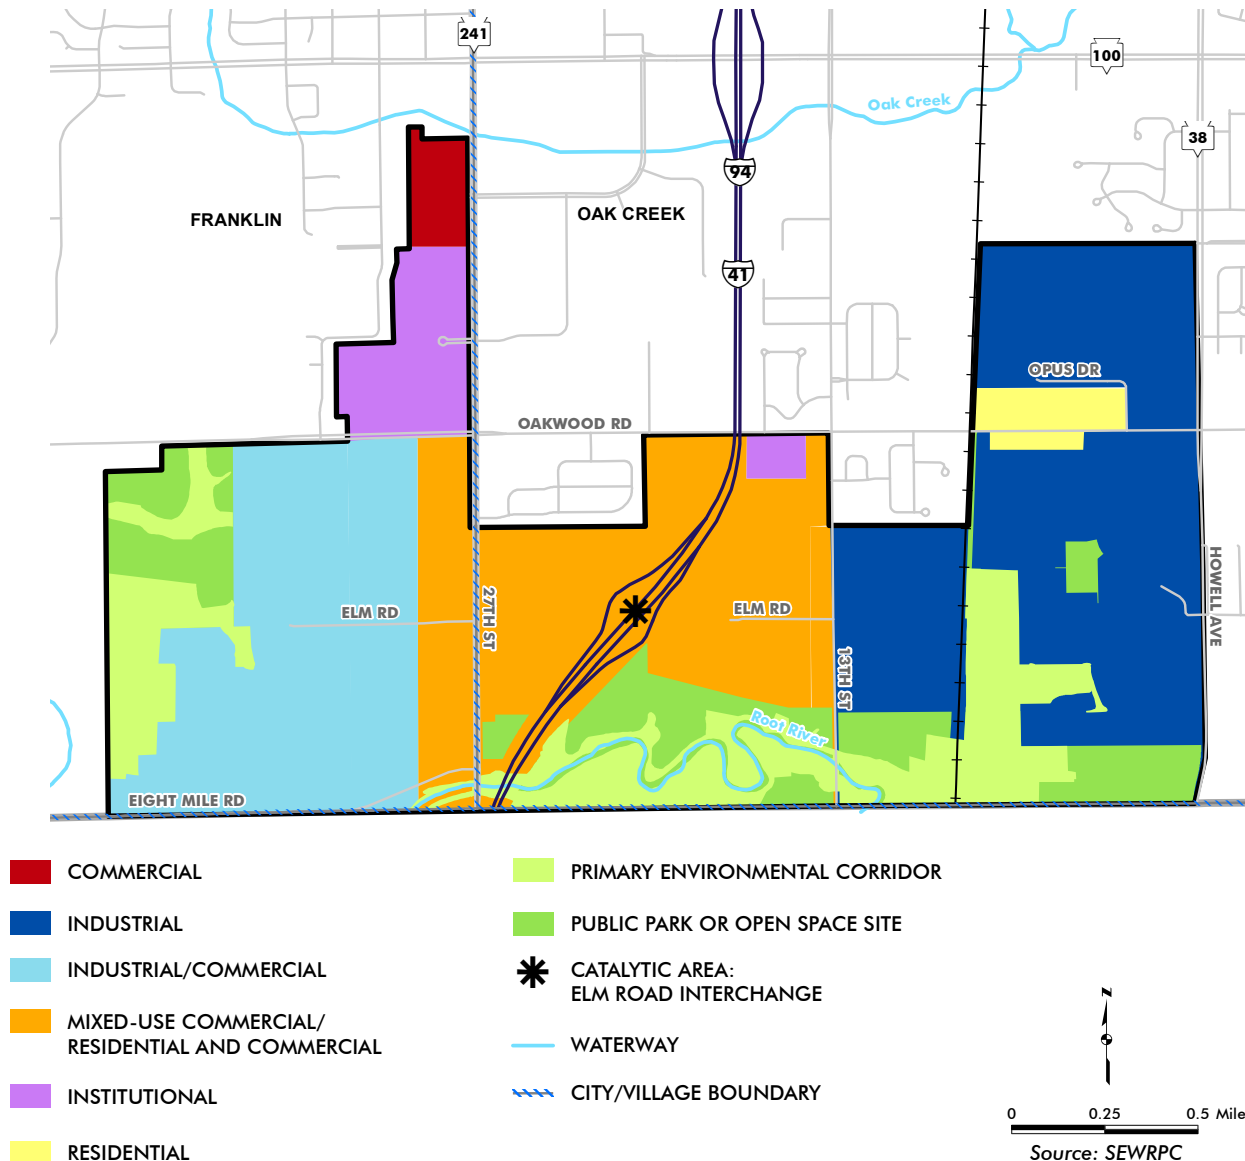 241
100
Oak Creek
38
94
FRANKLIN
OAK CREEK
41
OPUS DR
OAKWOOD RD
ELM RD
27TH ST
ELM RD
HOWELL AVE
13TH ST
Root River
EIGHT MILE RD
COMMERCIAL
INDUSTRIAL
INDUSTRIAL/COMMERCIAL
MIXED-USE COMMERCIAL/
RESIDENTIAL AND COMMERCIAL
INSTITUTIONAL
RESIDENTIAL
PRIMARY ENVIRONMENTAL CORRIDOR
PUBLIC PARK OR OPEN SPACE SITE
CATALYTIC AREA:
ELM ROAD INTERCHANGE
WATERWAY
CITY/VILLAGE BOUNDARY
N
0 0.25 0.5 Mile
Source: SEWRPC